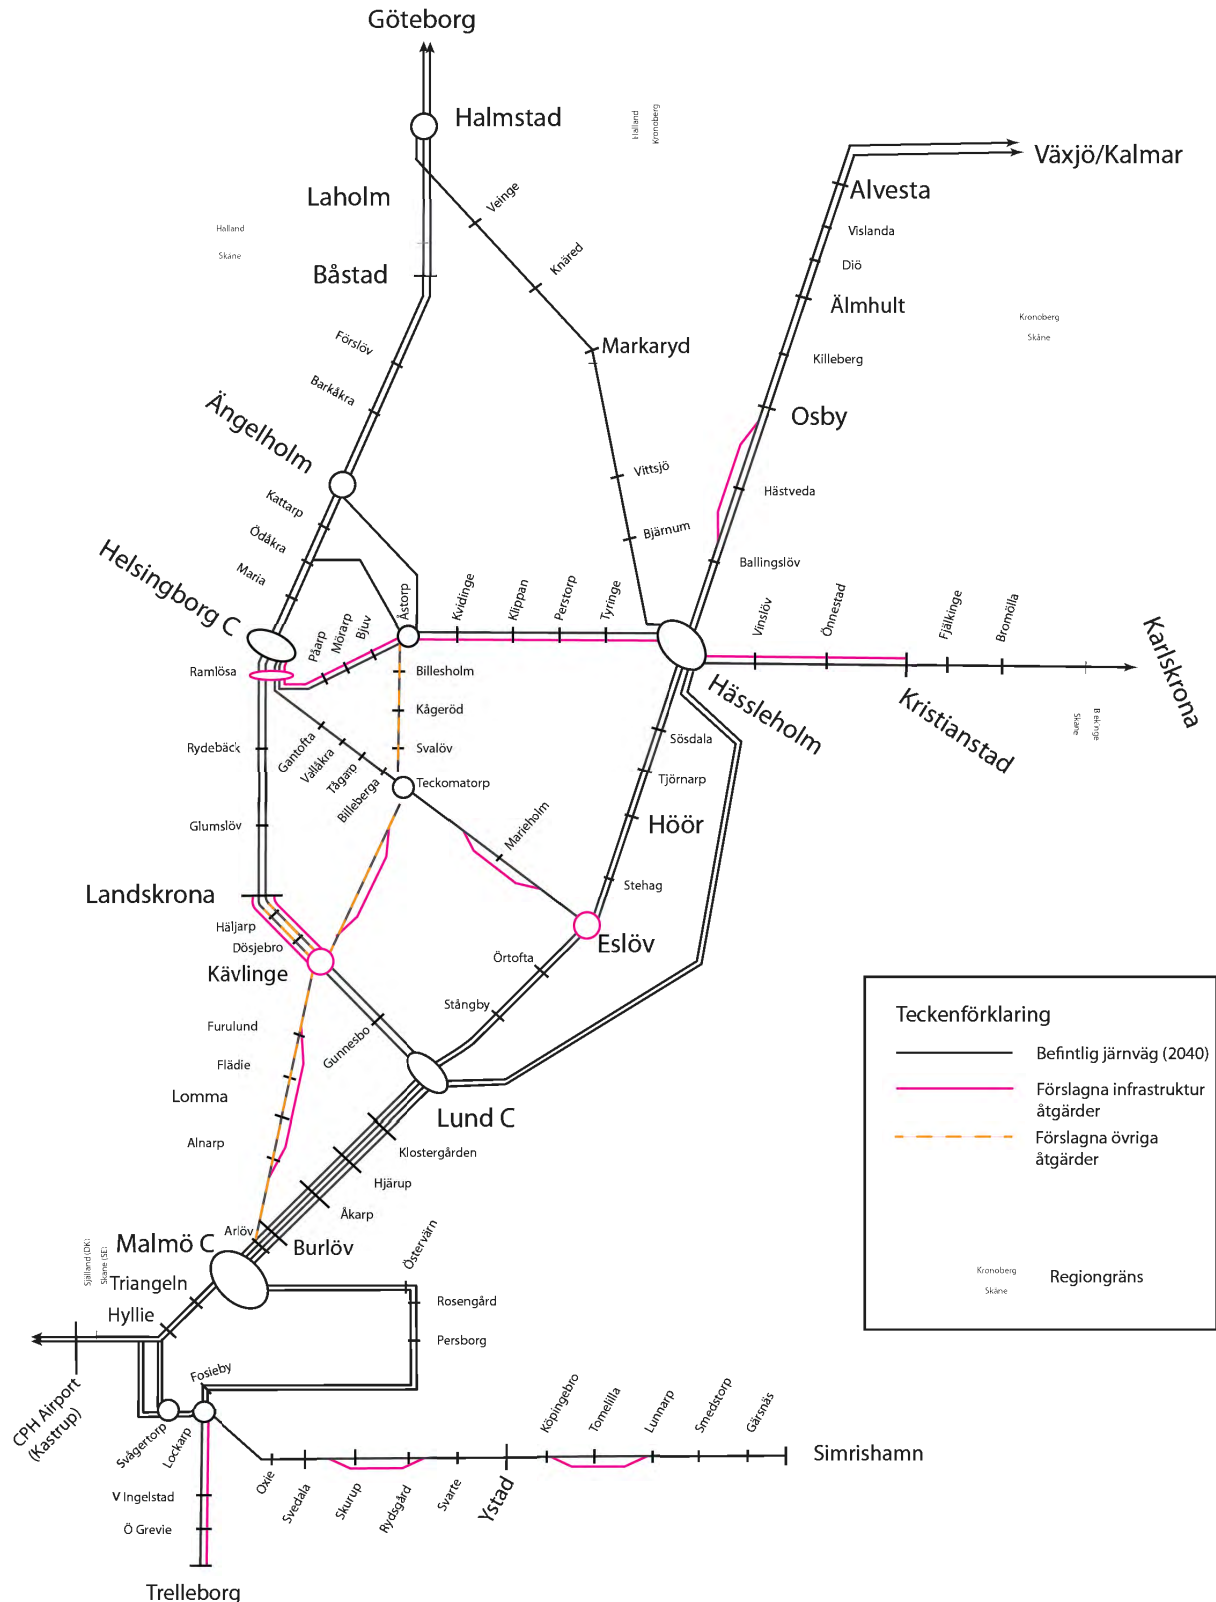 Göteborg
Halmstad
Halland
Kronoberg
Växjö/Kalmar
Alvesta
Laholm
Veinge
Halland
Skåne
Vislanda
Knäred
Diö
Båstad
Älmhult
Kronoberg
Skåne
Förslöv
Markaryd
Killeberg
Barkåkra
Osby
Ängelholm
Vittsjö
Hästveda
Kattarp
Bjärnum
Ödåkra
Ballingslöv
Maria
Helsingborg C
Påarp
Mörarp
Bjuv
Åstorp
Kvidinge
Klippan
Perstorp
Tyringe
Vinslöv
Önnestad
Fjälkinge
Bromölla
Karlskrona
Ramlösa
Billesholm
Hässleholm
Kristianstad
Skåne
Blekinge
Kågeröd
Rydebäck
Gantofta
Vallåkra
Tågarp
Billeberga
Svalöv
Sösdala
Tjörnarp
Teckomatorp
Glumslöv
Marieholm
Höör
Landskrona
Stehag
Häljarp
Dösjebro
Eslöv
Kävlinge
Örtofta
Stångby
Furulund
Gunnesbo
Flädie
Lomma
Lund C
Alnarp
Klostergården
Hjärup
Åkarp
Arlöv
Burlöv
Malmö C
Själland (DK)
Skåne (SE)
Östervärn
Triangeln
Rosengård
Hyllie
Persborg
CPH Airport
(Kastrup)
Fosieby
Svågertorp
Lockarp
Köpingebro
Tomelilla
Lunnarp
Smedstorp
Gärsnäs
Simrishamn
Oxie
Svedala
Skurup
Rydsgård
Svarte
Ystad
V Ingelstad
Ö Grevie
Trelleborg
Teckenförklaring
Befintlig järnväg (2040)
Förslagna infrastruktur
åtgärder
Förslagna övriga
åtgärder
Kronoberg
Skåne
Regiongräns